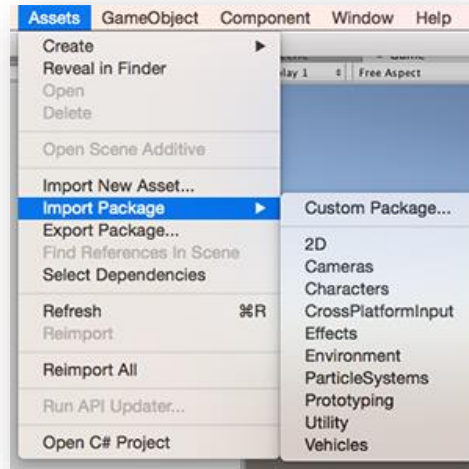 Assets GameObject Component Window Help
Create
Reveal in Finder
Open
Delete
Open Scene Additive
Import New Asset...
Import Package
Export Package...
Find References In Scene
Select Dependencies
Refresh ⌘R
Reimport
Reimport All
Run API Updater...
Open C# Project
Free Aspect
Custom Package...
2D
Cameras
Characters
CrossPlatformInput
Effects
Environment
ParticleSystems
Prototyping
Utility
Vehicles